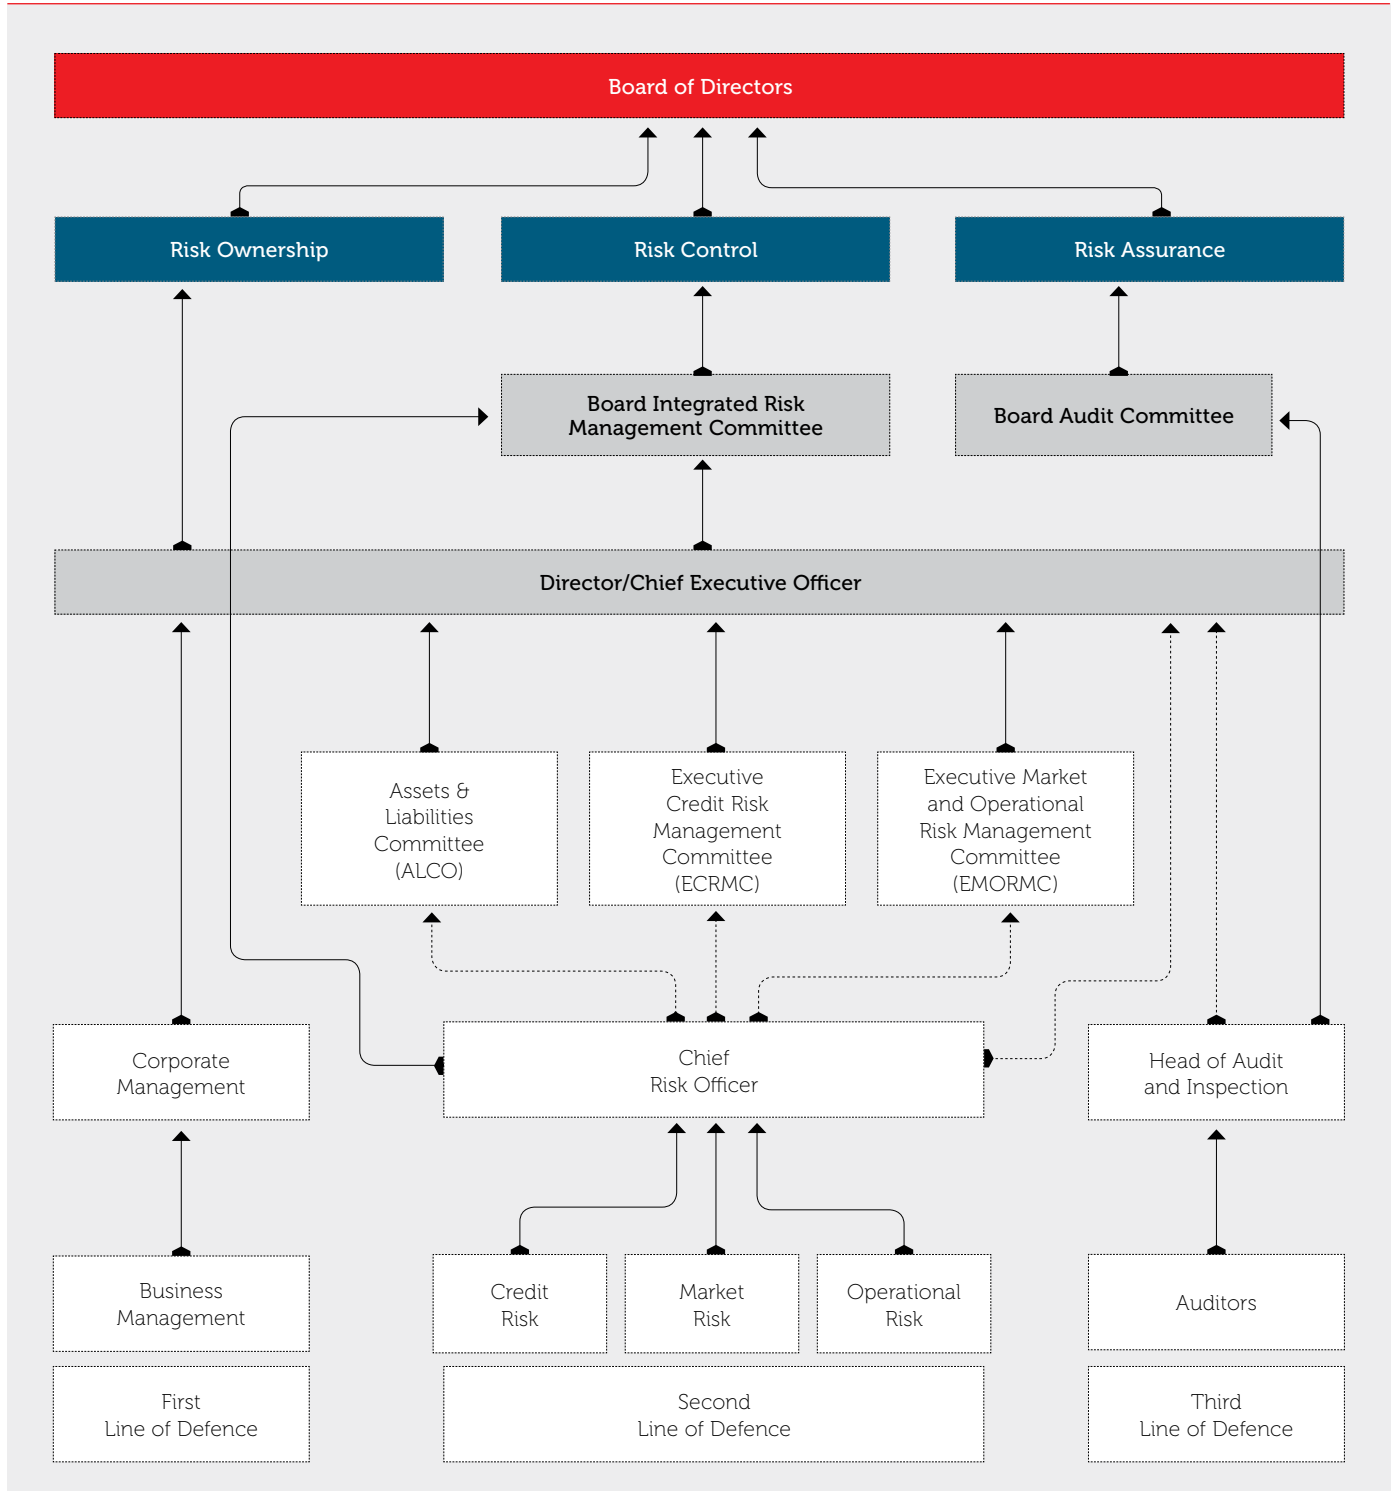 Board of Directors
Risk Ownership
Risk Control
Risk Assurance
Board Integrated Risk
Management Committee
Board Audit Committee
Director/Chief Executive Officer
Assets &
Liabilities
Committee
(ALCO)
Executive
Credit Risk
Management
Committee
(ECRMC)
Executive Market
and Operational
Risk Management
Committee
(EMORMC)
Corporate
Management
Chief
Risk Officer
Head of Audit
and Inspection
Business
Management
Credit
Risk
Market
Risk
Operational
Risk
Auditors
First
Line of Defence
Second
Line of Defence
Third
Line of Defence